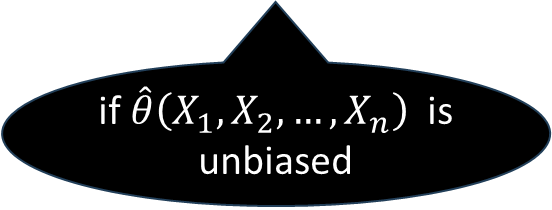 if θ̂(X₁, X₂, … , Xₙ) is
unbiased